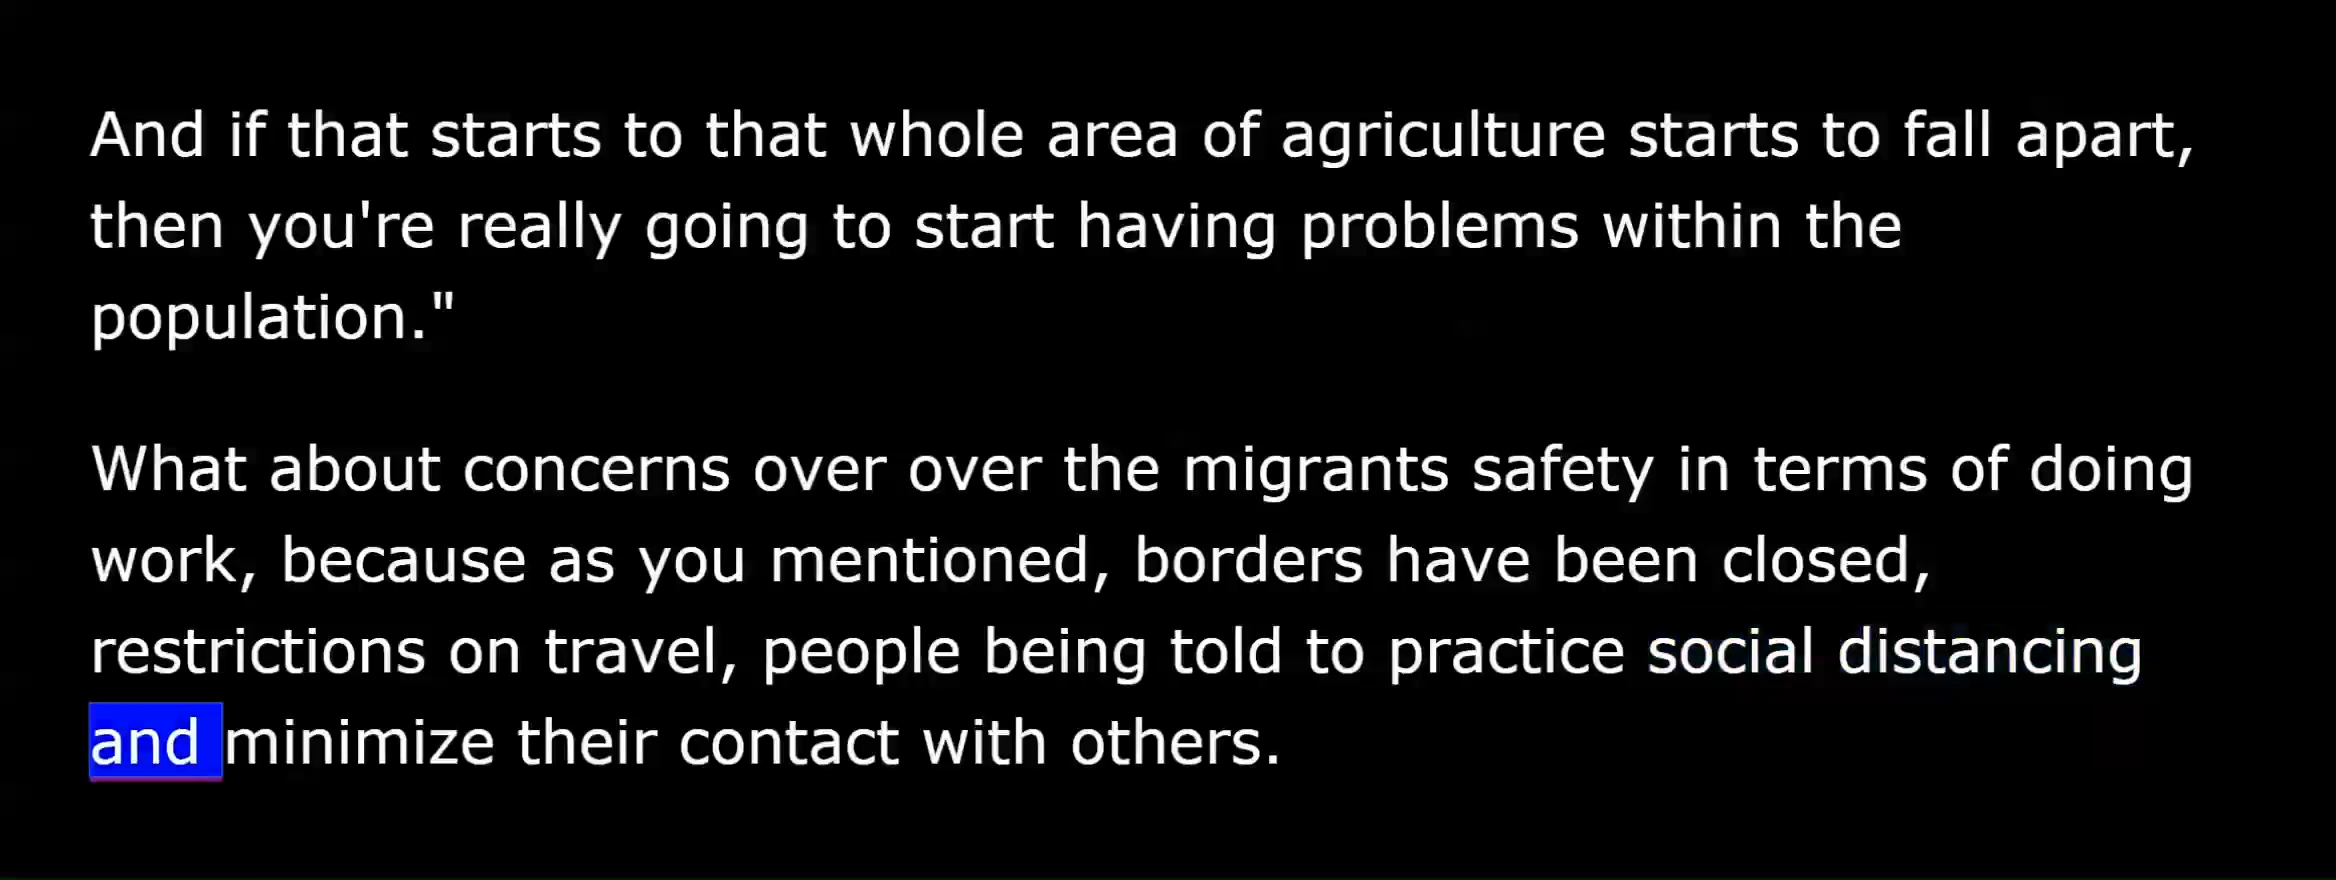 And if that starts to that whole area of agriculture starts to fall apart,
then you're really going to start having problems within the
population."
What about concerns over over the migrants safety in terms of doing
work, because as you mentioned, borders have been closed,
restrictions on travel, people being told to practice social distancing
and minimize their contact with others.